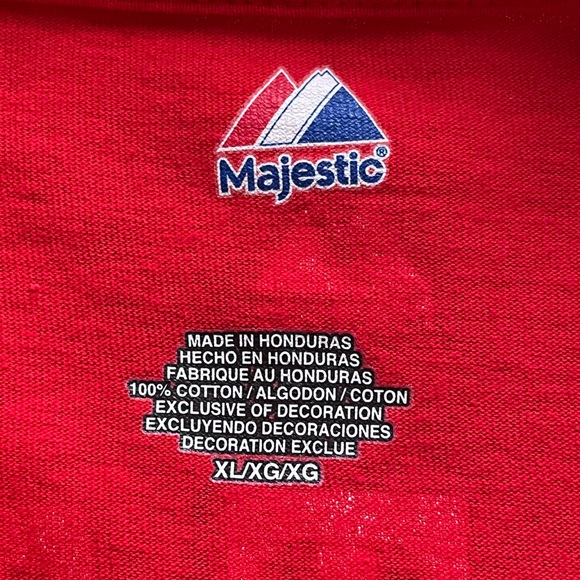 Majestic®
MADE IN HONDURAS
HECHO EN HONDURAS
FABRIQUE AU HONDURAS
100% COTTON / ALGODON / COTON
EXCLUSIVE OF DECORATION
EXCLUYENDO DECORACIONES
DECORATION EXCLUE
XL/XG/XG